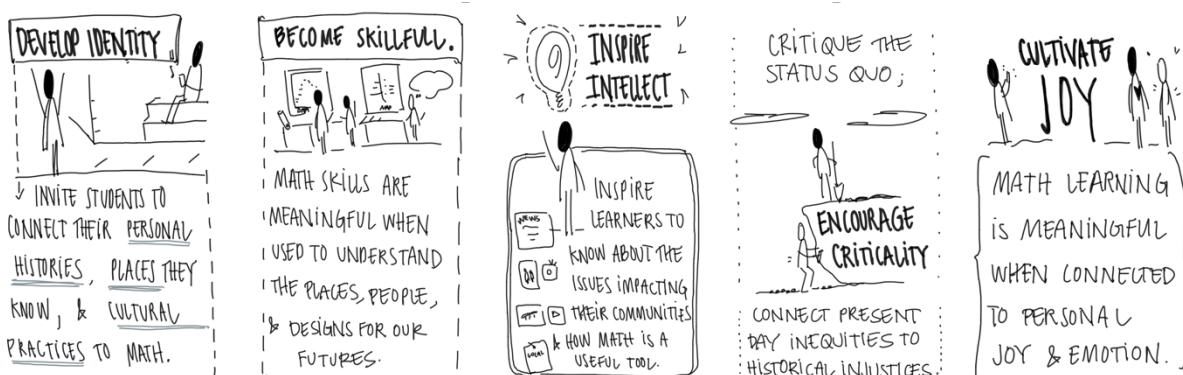 DEVELOP IDENTITY
INVITE STUDENTS TO
CONNECT THEIR PERSONAL
HISTORIES, PLACES THEY
KNOW, & CULTURAL
PRACTICES TO MATH.
BECOME SKILLFULL.
MATH SKILLS ARE
MEANINGFUL WHEN
USED TO UNDERSTAND
THE PLACES, PEOPLE,
& DESIGNS FOR OUR
FUTURES.
INSPIRE
INTELLECT
INSPIRE
LEARNERS TO
KNOW ABOUT THE
ISSUES IMPACTING
THEIR COMMUNITIES
& HOW MATH IS A
USEFUL TOOL.
NEWS
LOCAL
CRITIQUE THE
STATUS QUO;
ENCOURAGE
CRITICALITY
CONNECT PRESENT
DAY INEQUITIES TO
HISTORICAL INJUSTICES
CULTIVATE
JOY
MATH LEARNING
IS MEANINGFUL
WHEN CONNECTED
TO PERSONAL
JOY & EMOTION.